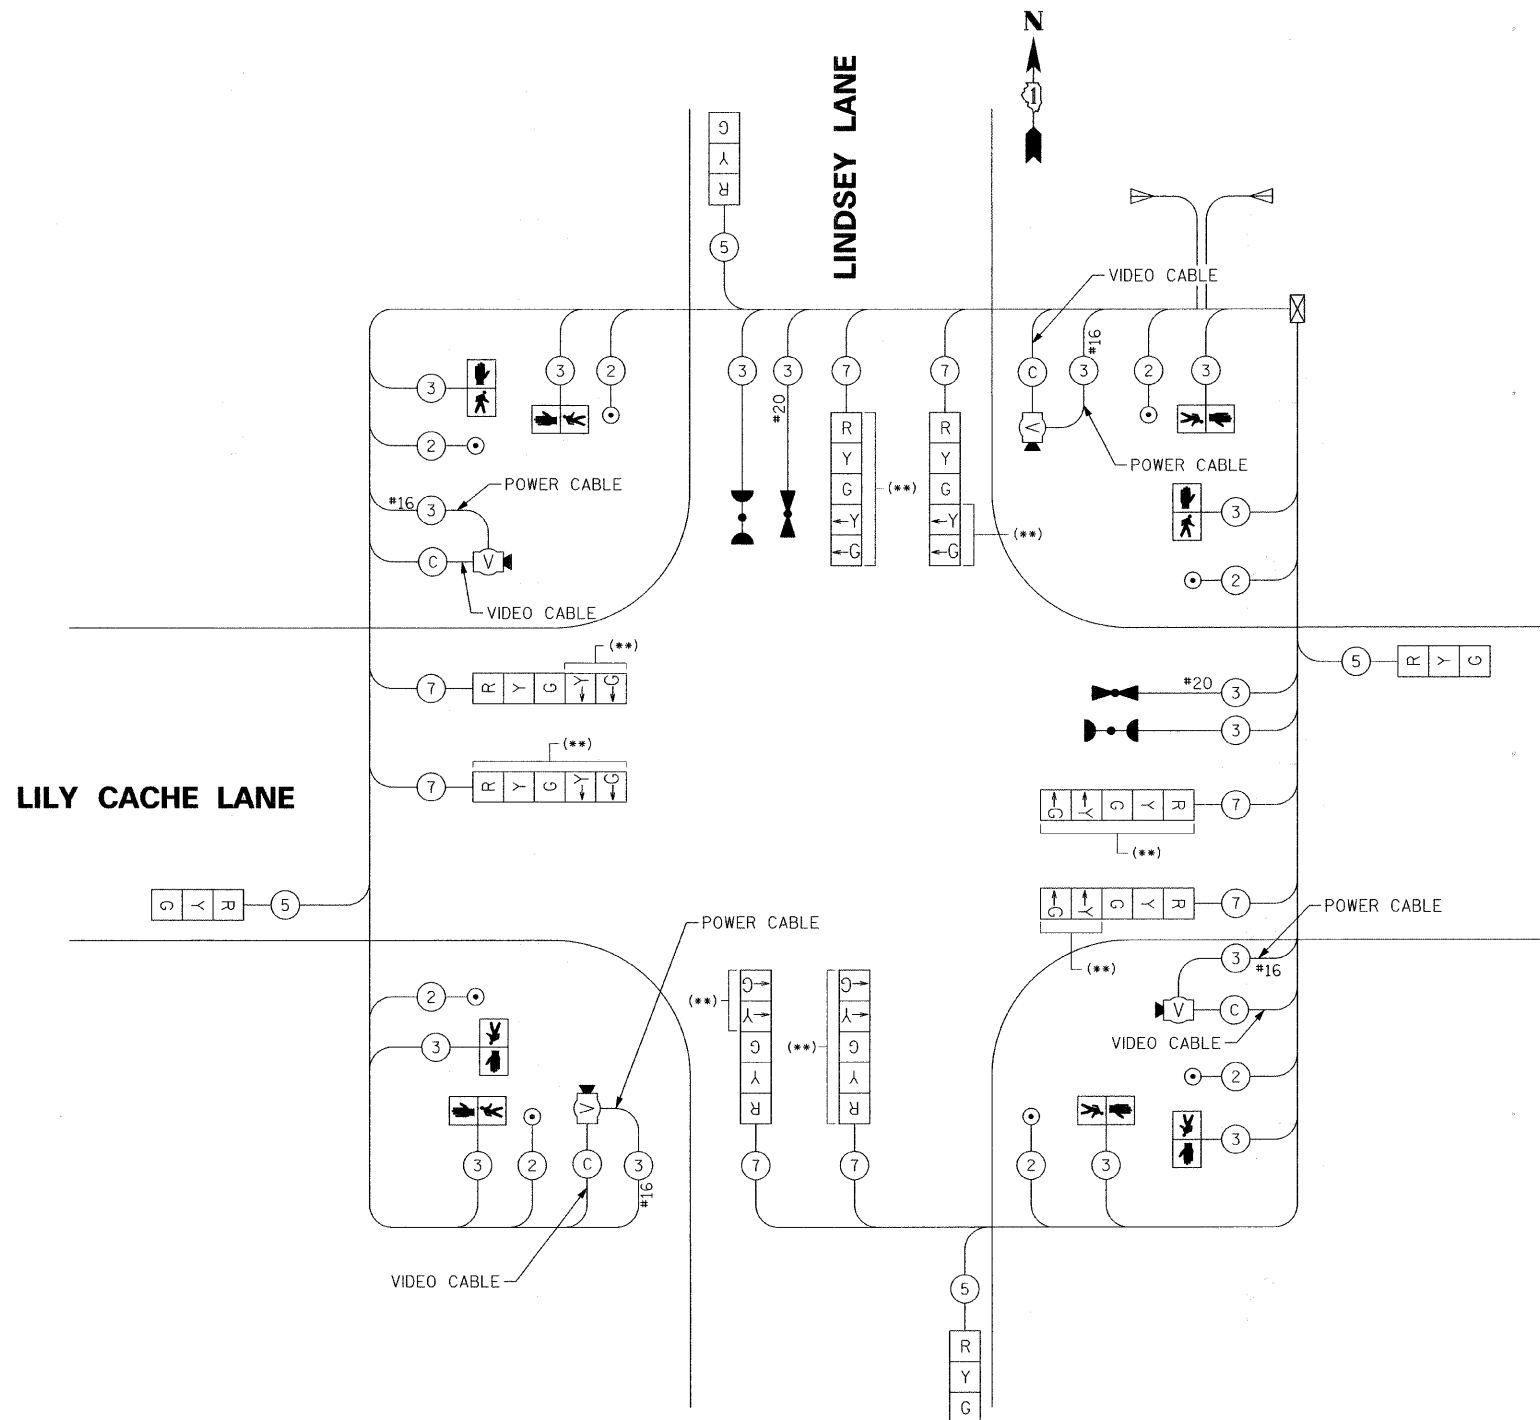 N
1
LINDSEY LANE
G
Y
R
5
VIDEO CABLE
3
2
3
3
7
7
C
3
#16
2
3
#20
3
2
R
Y
G
←Y
←G
(**)
R
Y
G
←Y
←G
(**)
V
POWER CABLE
#16
3
POWER CABLE
C
V
VIDEO CABLE
3
2
7
R Y G ←Y ←G
(**)
7
R Y G ←Y ←G
(**)
5
R Y G
#20
3
3
LILY CACHE LANE
←G ←Y G Y R
7
(**)
←G ←Y G Y R
7
(**)
G Y R
5
POWER CABLE
POWER CABLE
3
#16
V
C
VIDEO CABLE
2
3
2
3
(**)
←G
←Y
G
Y
R
(**)
←G
←Y
G
Y
R
V
3
2
C
3
#16
7
7
2
3
VIDEO CABLE
5
R
Y
G